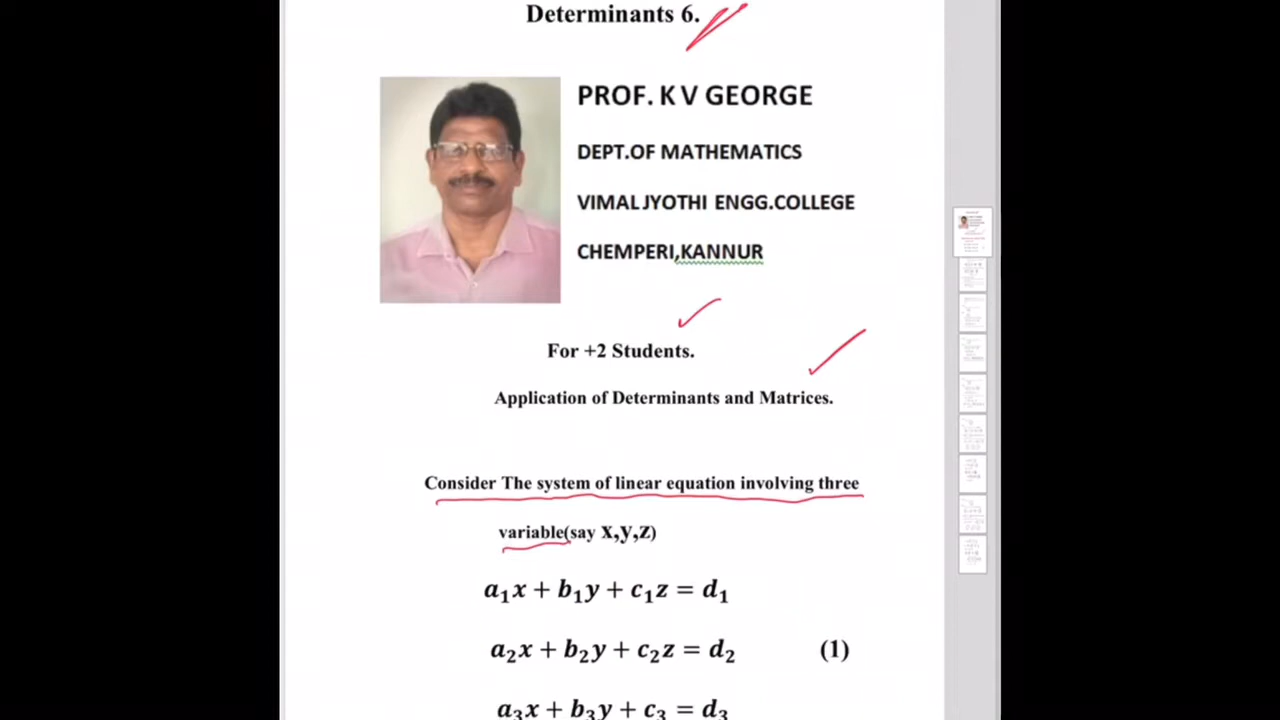 Determinants 6.
PROF. K V GEORGE
DEPT.OF MATHEMATICS
VIMAL JYOTHI ENGG.COLLEGE
CHEMPERI,KANNUR
For +2 Students.
Application of Determinants and Matrices.
Consider The system of linear equation involving three
variable(say x,y,z)
a₁x + b₁y + c₁z = d₁
a₂x + b₂y + c₂z = d₂ (1)
a₃x + b₃y + c₃ = d₃